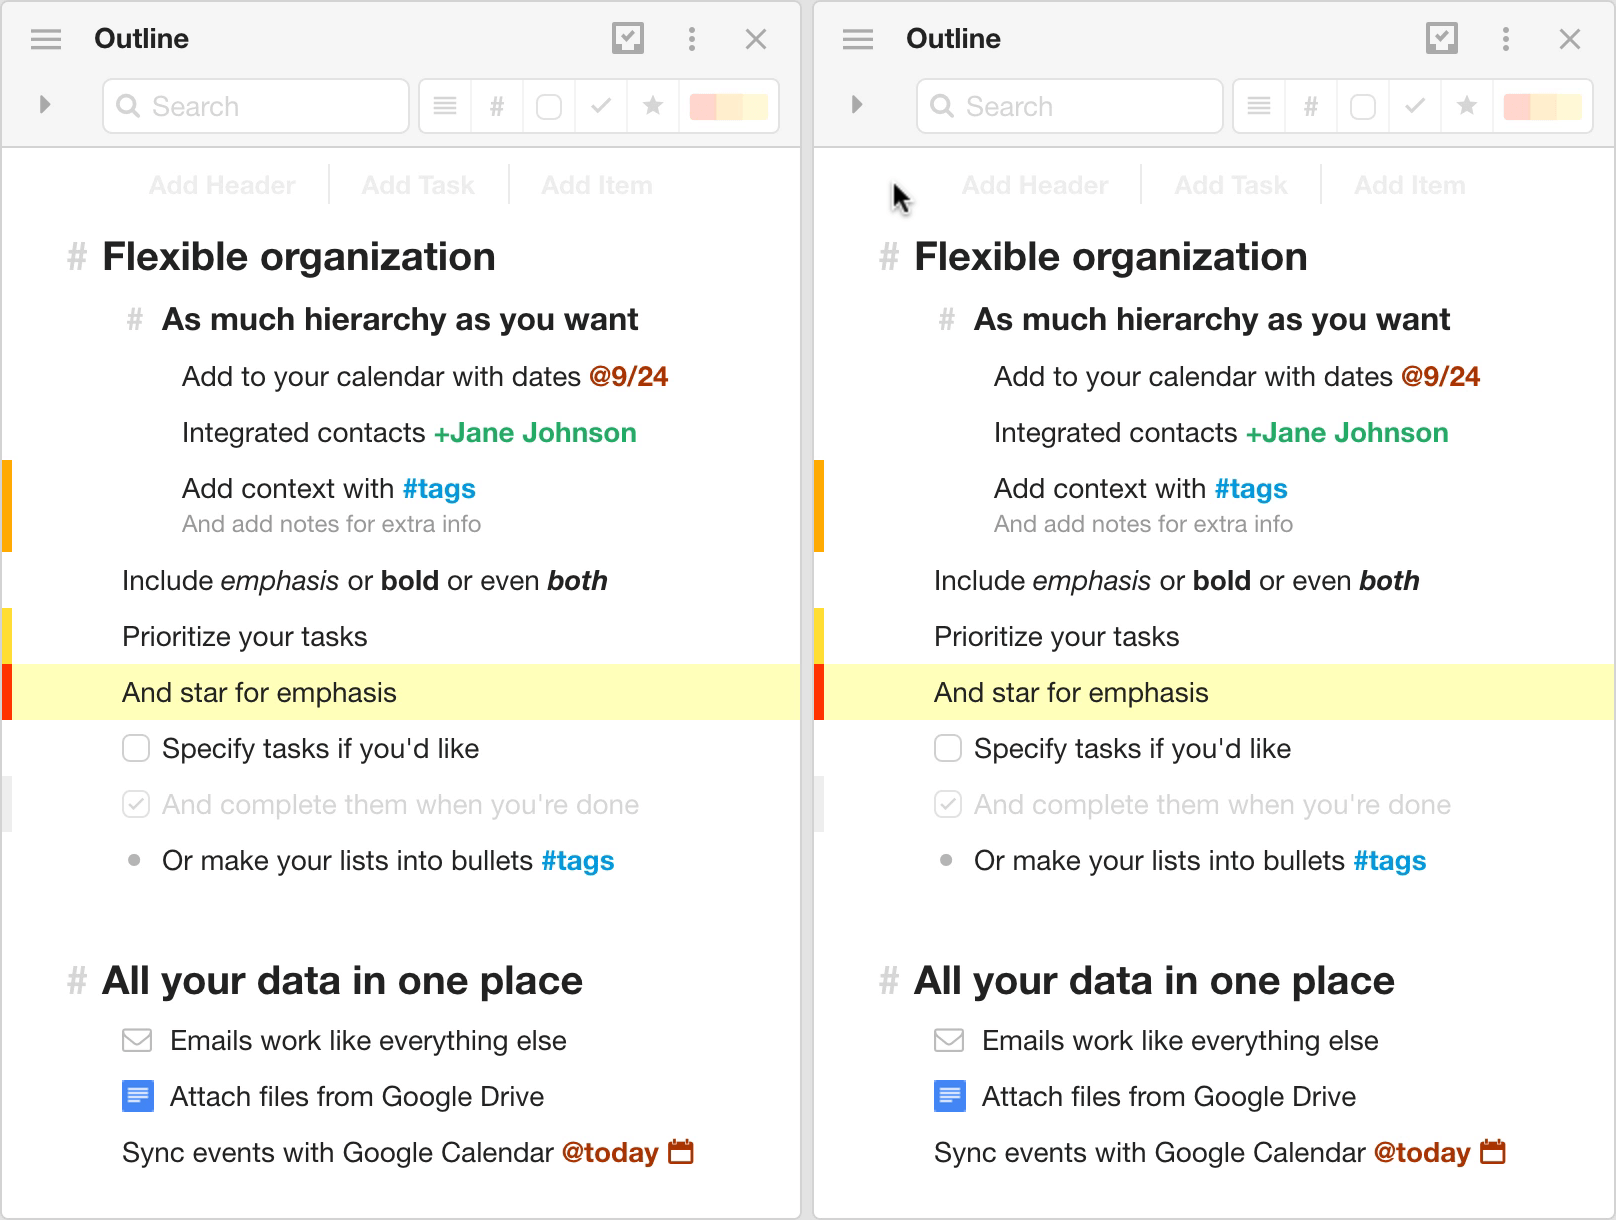 Outline
Search #
Add Header Add Task Add Item
# Flexible organization
# As much hierarchy as you want
Add to your calendar with dates @9/24
Integrated contacts +Jane Johnson
Add context with #tags
And add notes for extra info
Include emphasis or bold or even both
Prioritize your tasks
And star for emphasis
Specify tasks if you'd like
And complete them when you're done
Or make your lists into bullets #tags
# All your data in one place
Emails work like everything else
Attach files from Google Drive
Sync events with Google Calendar @today
Outline
Search #
Add Header Add Task Add Item
# Flexible organization
# As much hierarchy as you want
Add to your calendar with dates @9/24
Integrated contacts +Jane Johnson
Add context with #tags
And add notes for extra info
Include emphasis or bold or even both
Prioritize your tasks
And star for emphasis
Specify tasks if you'd like
And complete them when you're done
Or make your lists into bullets #tags
# All your data in one place
Emails work like everything else
Attach files from Google Drive
Sync events with Google Calendar @today